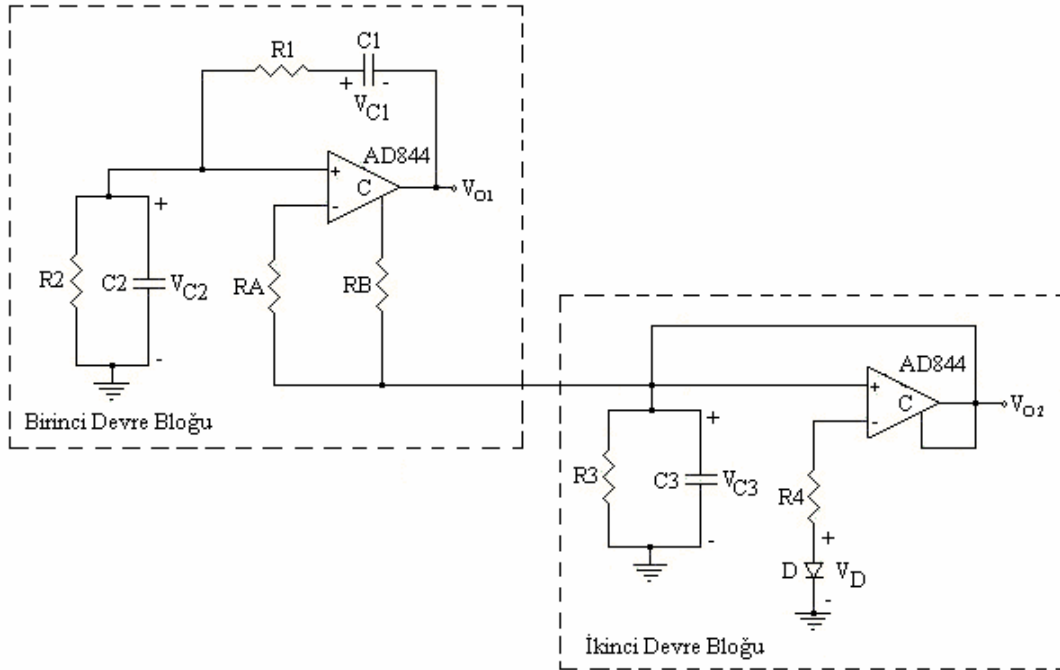 C1
R1
+ -
VC1
AD844
+
C
-
VO1
+
R2
C2
VC2
-
RA
RB
Birinci Devre Bloğu
AD844
+
C
-
VO2
+
R3
C3
VC3
-
R4
+
D
VD
-
İkinci Devre Bloğu